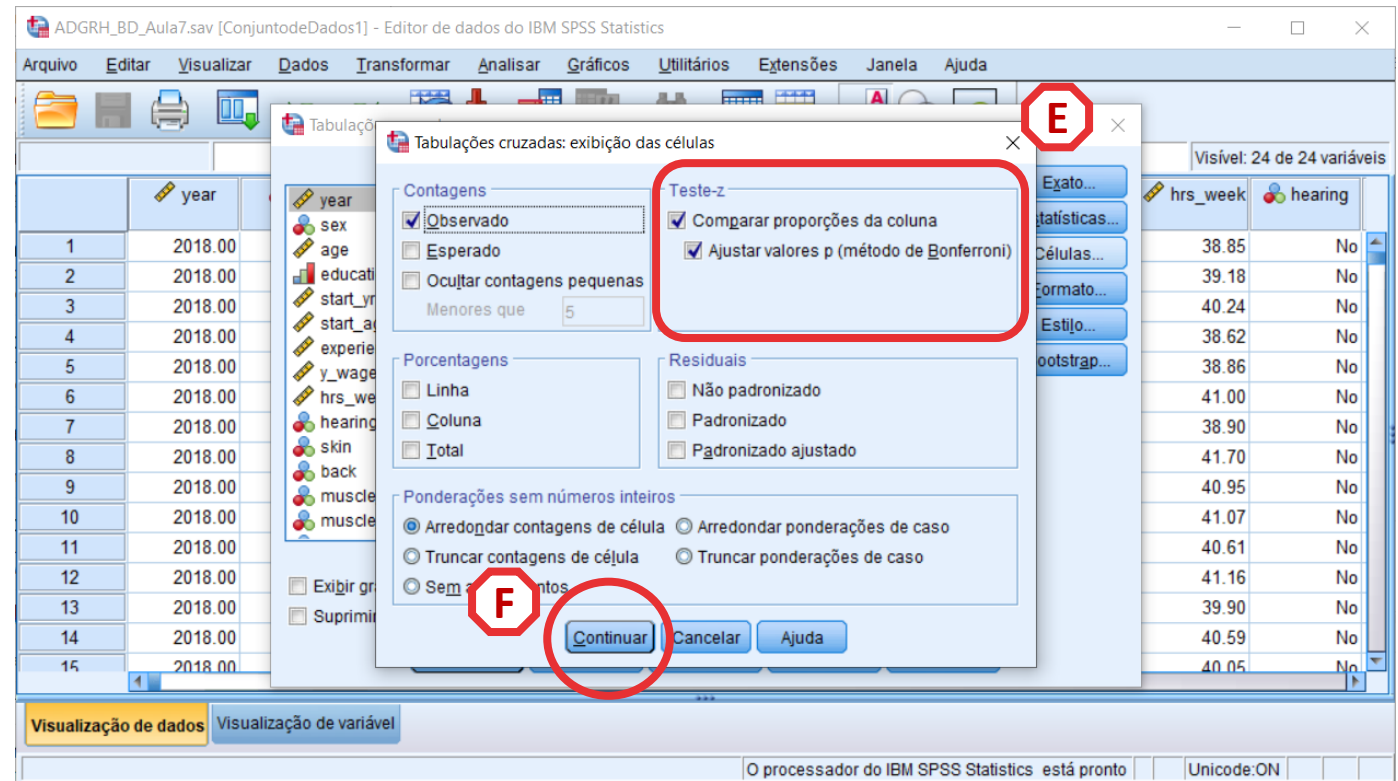 ADGRH_BD_Aula7.sav [ConjuntodeDados1] - Editor de dados do IBM SPSS Statistics
Arquivo Editar Visualizar Dados Transformar Analisar Gráficos Utilitários Extensões Janela Ajuda
E
Tabulações cruzadas: exibição das células
Visível: 24 de 24 variáveis
year
hrs_week
hearing
year
sex
age
start_yr
hrs_we
hearing
skin
back
muscle
muscle
Exato...
Células...
Formato...
Estilo...
Contagens
Observado
Esperado
Ocultar contagens pequenas
Menores que 5
Teste-z
Comparar proporções da coluna
Ajustar valores p (método de Bonferroni)
Porcentagens
Linha
Coluna
Total
Residuais
Não padronizado
Padronizado
Padronizado ajustado
Ponderações sem números inteiros
Arredondar contagens de célula Arredondar ponderações de caso
Truncar contagens de célula Truncar ponderações de caso
Sem
F
Continuar Cancelar Ajuda
Exibir
1 2018.00 38.85 No
2 2018.00 39.18 No
3 2018.00 40.24 No
4 2018.00 38.62 No
5 2018.00 38.86 No
6 2018.00 41.00 No
7 2018.00 38.90 No
8 2018.00 41.70 No
9 2018.00 40.95 No
10 2018.00 41.07 No
11 2018.00 40.61 No
12 2018.00 41.16 No
13 2018.00 39.90 No
14 2018.00 40.59 No
15 2018.00 40.05 No
Visualização de dados Visualização de variável
O processador do IBM SPSS Statistics está pronto Unicode:ON